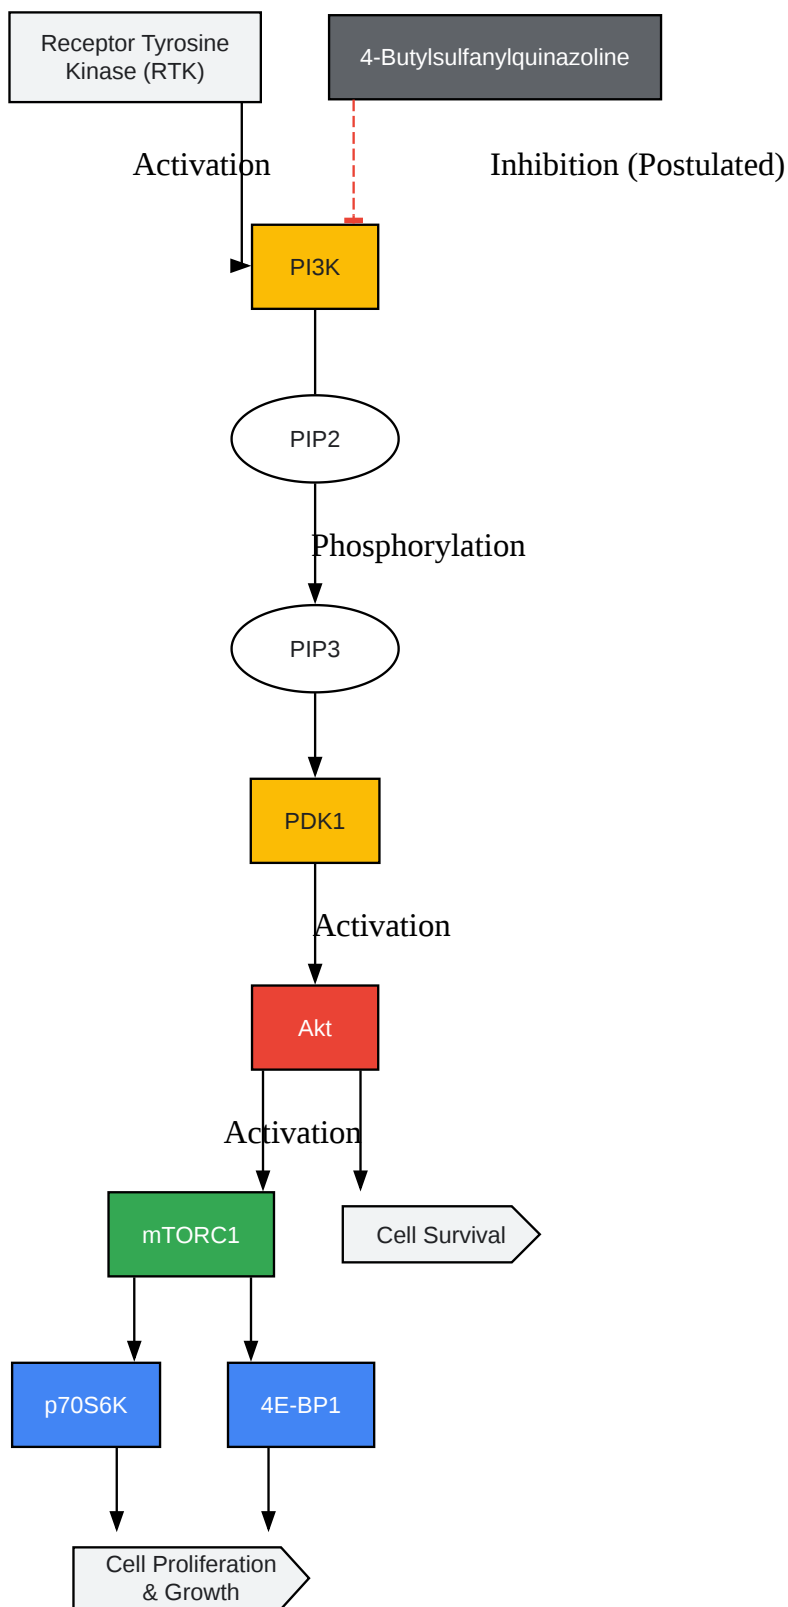 Receptor Tyrosine
Kinase (RTK)
4-Butylsulfanylquinazoline
Activation
Inhibition (Postulated)
PI3K
PIP2
Phosphorylation
PIP3
PDK1
Activation
Akt
Activation
mTORC1
Cell Survival
p70S6K
4E-BP1
Cell Proliferation
& Growth